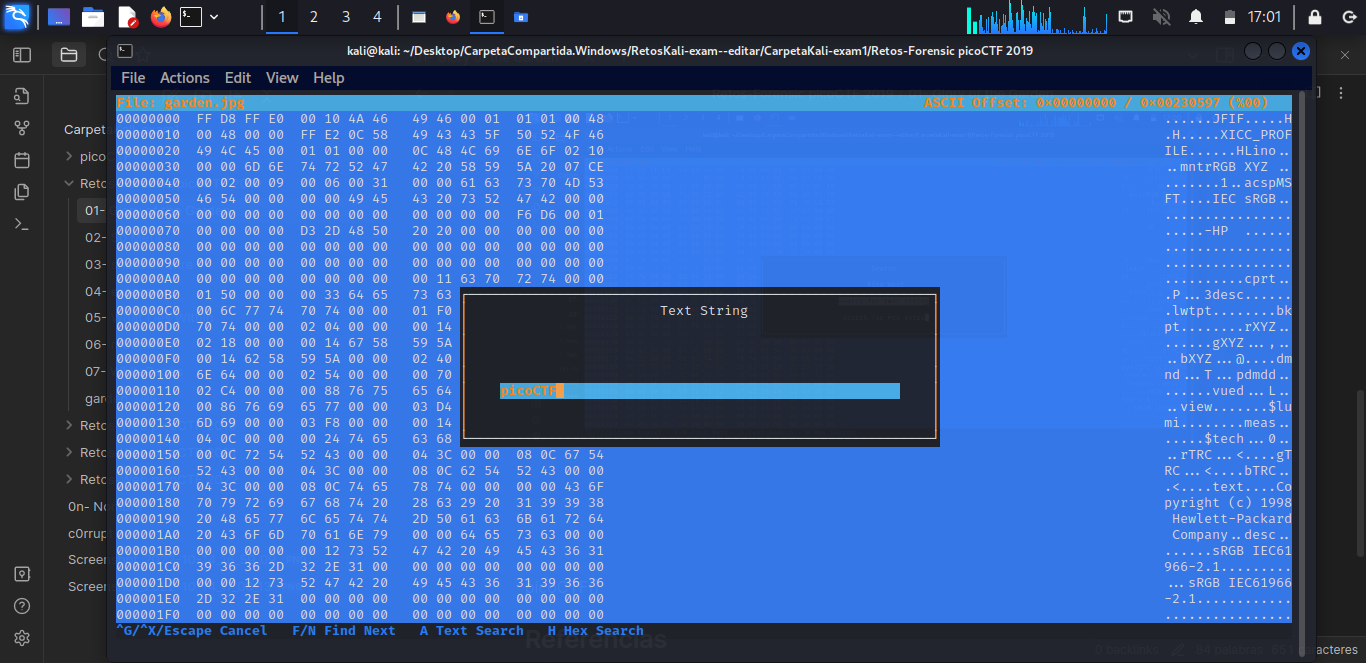 1 2 3 4 17:01
kali@kali: ~/Desktop/CarpetaCompartida.Windows/RetosKali-exam--editar/CarpetaKali-exam1/Retos-Forensic picoCTF 2019
File Actions Edit View Help
File: garden.jpg ASCII Offset: 0×00000000 / 0×00230597 (%00)
00000000 FF D8 FF E0 00 10 4A 46 49 46 00 01 01 01 00 48 ......JFIF.....H
00000010 00 48 00 00 FF E2 0C 58 49 43 43 5F 50 52 4F 46 .H.....XICC_PROF
00000020 49 4C 45 00 01 01 00 00 0C 48 4C 69 6E 6F 02 10 ILE......HLino..
00000030 00 00 6D 6E 74 72 52 47 42 20 58 59 5A 20 07 CE ..mntrRGB XYZ ..
00000040 00 02 00 09 00 06 00 31 00 00 61 63 73 70 4D 53 .......1..acspMS
00000050 46 54 00 00 00 00 49 45 43 20 73 52 47 42 00 00 FT....IEC sRGB..
00000060 00 00 00 00 00 00 00 00 00 00 00 00 F6 D6 00 01 ................
00000070 00 00 00 00 D3 2D 48 50 20 20 00 00 00 00 00 00 .....-HP  ......
00000080 00 00 00 00 00 00 00 00 00 00 00 00 00 00 00 00 ................
00000090 00 00 00 00 00 00 00 00 00 00 00 00 00 00 00 00 ................
000000A0 00 00 00 00 00 00 00 00 00 11 63 70 72 74 00 00 ..........cprt..
000000B0 01 50 00 00 00 33 64 65 73 63 .P...3desc......
000000C0 00 6C 77 74 70 74 00 00 01 F0 .lwtpt........bk
000000D0 70 74 00 00 02 04 00 00 00 14 pt........rXYZ..
000000E0 02 18 00 00 00 14 67 58 59 5A ......gXYZ...,..
000000F0 00 14 62 58 59 5A 00 00 02 40 ..bXYZ...@....dm
00000100 6E 64 00 00 02 54 00 00 00 70 nd...T...pdmdd..
00000110 02 C4 00 00 00 88 76 75 65 64 ......vued...L..
00000120 00 86 76 69 65 77 00 00 03 D4 ..view.......$lu
00000130 6D 69 00 00 03 F8 00 00 00 14 mi........meas..
00000140 04 0C 00 00 00 24 74 65 63 68 .....$tech...0..
00000150 00 0C 72 54 52 43 00 00 04 3C 00 00 08 0C 67 54 ..rTRC...<....gT
00000160 52 43 00 00 04 3C 00 00 08 0C 62 54 52 43 00 00 RC...<....bTRC..
00000170 04 3C 00 00 08 0C 74 65 78 74 00 00 00 00 43 6F .<....text....Co
00000180 70 79 72 69 67 68 74 20 28 63 29 20 31 39 39 38 pyright (c) 1998
00000190 20 48 65 77 6C 65 74 74 2D 50 61 63 6B 61 72 64  Hewlett-Packard
000001A0 20 43 6F 6D 70 61 6E 79 00 00 64 65 73 63 00 00  Company..desc..
000001B0 00 00 00 00 00 12 73 52 47 42 20 49 45 43 36 31 ......sRGB IEC61
000001C0 39 36 36 2D 32 2E 31 00 00 00 00 00 00 00 00 00 966-2.1.........
000001D0 00 00 00 12 73 52 47 42 20 49 45 43 36 31 39 36 36 ...sRGB IEC61966
000001E0 2D 32 2E 31 00 00 00 00 00 00 00 00 00 00 00 00 -2.1............
000001F0 00 00 00 00 00 00 00 00 00 00 00 00 00 00 00 00 ................
^G/^X/Escape Cancel F/N Find Next A Text Search H Hex Search
Text String
picoCTF
Carpet
pico
Reto
01-
02-
03-
04-
05-
06-
07-
gar
Reto
Reto
Reto
0n- No
c0rrup
Screen
Screen
Referencias
0 backlinks
acteres